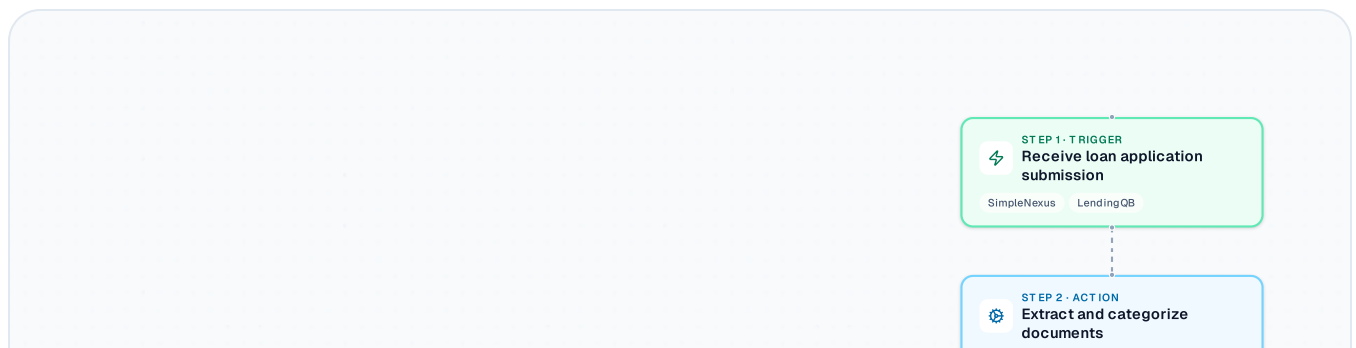 STEP 1 · TRIGGER
Receive loan application
submission
SimpleNexus LendingQB
STEP 2 · ACTION
Extract and categorize
documents